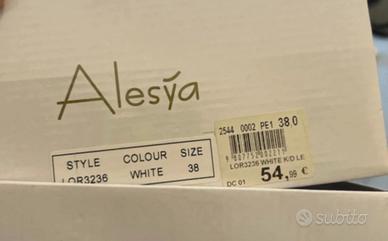 Alesya
STYLE COLOUR SIZE
LOR3236 WHITE 38
2544 0002 PE1 38.0
LOR3236 WHITE K/D LE
DC 01 54,99 €
subito